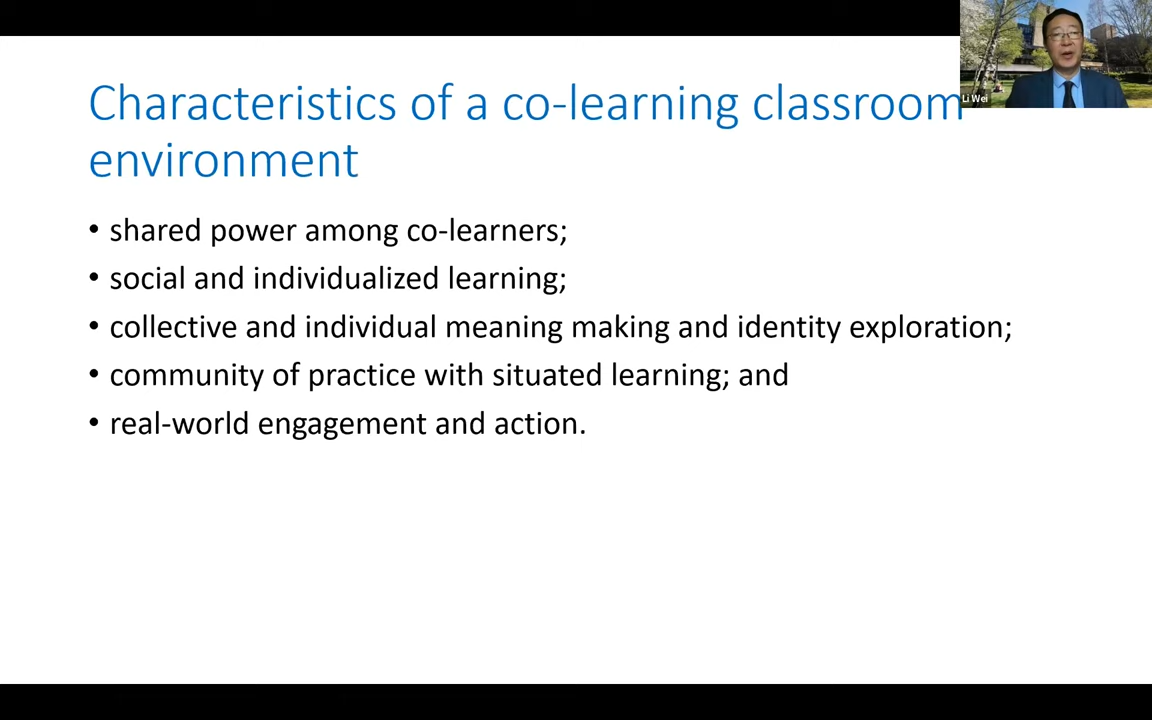 Characteristics of a co-learning classroom
environment
• shared power among co-learners;
• social and individualized learning;
• collective and individual meaning making and identity exploration;
• community of practice with situated learning; and
• real-world engagement and action.
Li Wei